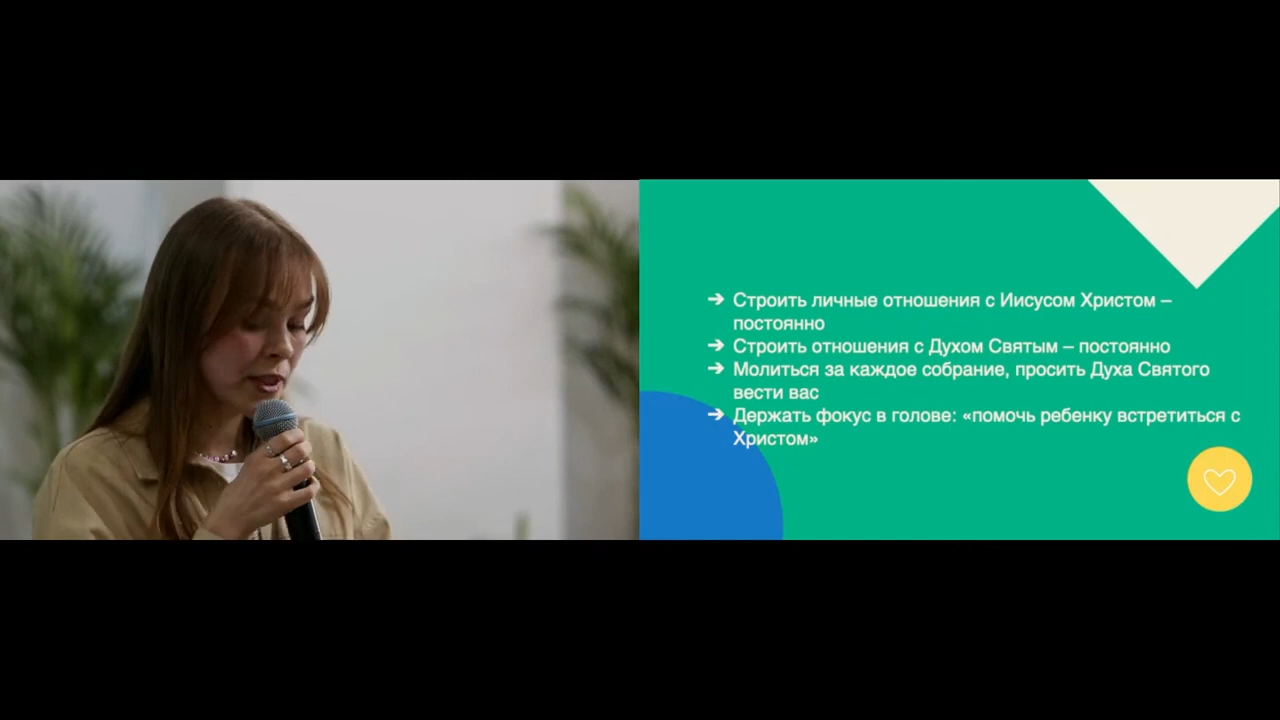 ➔ Строить личные отношения с Иисусом Христом –
постоянно
➔ Строить отношения с Духом Святым – постоянно
➔ Молиться за каждое собрание, просить Духа Святого
вести вас
➔ Держать фокус в голове: «помочь ребенку встретиться с
Христом»